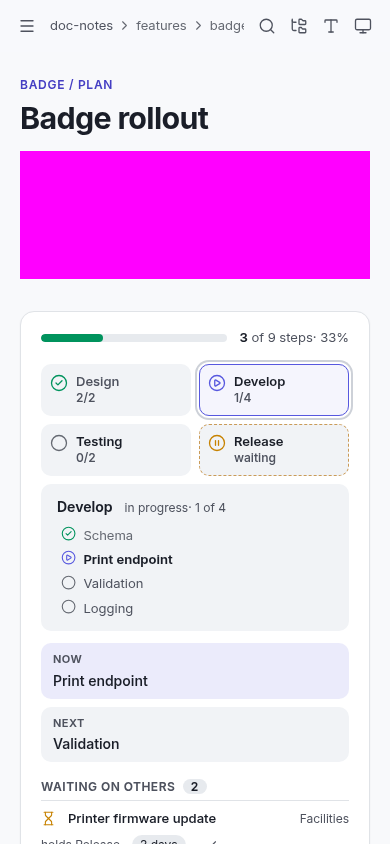 doc-notes > features > badge
BADGE / PLAN
Badge rollout
3 of 9 steps· 33%
Design
2/2
Develop
1/4
Testing
0/2
Release
waiting
Develop in progress· 1 of 4
Schema
Print endpoint
Validation
Logging
NOW
Print endpoint
NEXT
Validation
WAITING ON OTHERS 2
Printer firmware update Facilities
holds Release